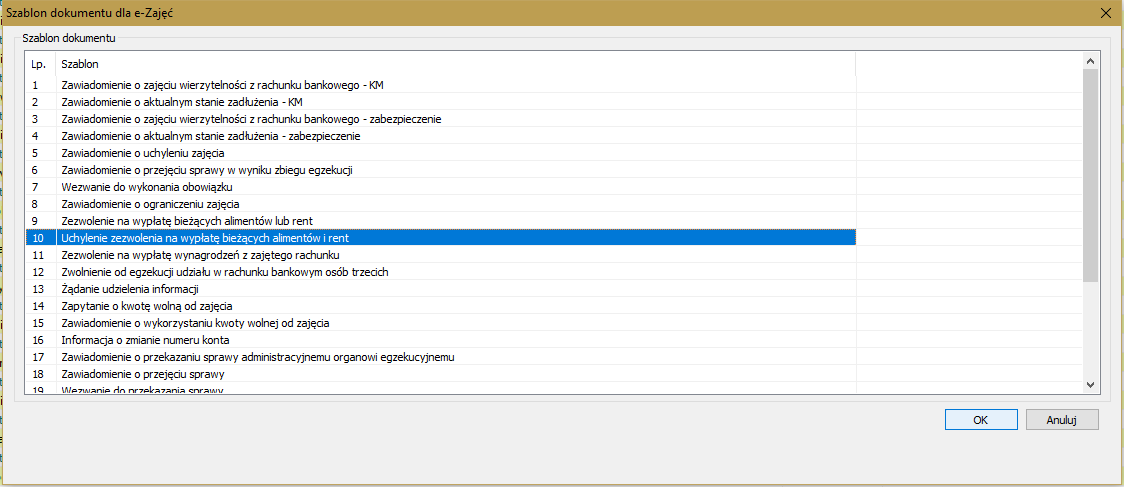 Szablon dokumentu dla e-Zajęć
Szablon dokumentu
Lp. Szablon
1 Zawiadomienie o zajęciu wierzytelności z rachunku bankowego - KM
2 Zawiadomienie o aktualnym stanie zadłużenia - KM
3 Zawiadomienie o zajęciu wierzytelności z rachunku bankowego - zabezpieczenie
4 Zawiadomienie o aktualnym stanie zadłużenia - zabezpieczenie
5 Zawiadomienie o uchyleniu zajęcia
6 Zawiadomienie o przejęciu sprawy w wyniku zbiegu egzekucji
7 Wezwanie do wykonania obowiązku
8 Zawiadomienie o ograniczeniu zajęcia
9 Zezwolenie na wypłatę bieżących alimentów lub rent
10 Uchylenie zezwolenia na wypłatę bieżących alimentów i rent
11 Zezwolenie na wypłatę wynagrodzeń z zajętego rachunku
12 Zwolnienie od egzekucji udziału w rachunku bankowym osób trzecich
13 Żądanie udzielenia informacji
14 Zapytanie o kwotę wolną od zajęcia
15 Zawiadomienie o wykorzystaniu kwoty wolnej od zajęcia
16 Informacja o zmianie numeru konta
17 Zawiadomienie o przekazaniu sprawy administracyjnemu organowi egzekucyjnemu
18 Zawiadomienie o przejęciu sprawy
19 Wezwanie do przekazania sprawy
OK Anuluj